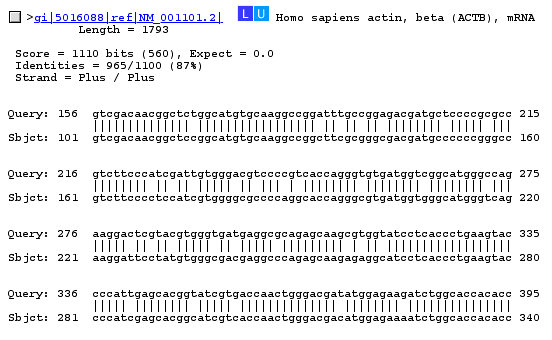 >gi|5016088|ref|NM_001101.2| L U Homo sapiens actin, beta (ACTB), mRNA
Length = 1793
Score = 1110 bits (560), Expect = 0.0
Identities = 965/1100 (87%)
Strand = Plus / Plus
Query: 156 gtcgacaacggctctggcatgtgcaaggccggatttgccggagacgatgctccccgcgcc 215
|||||||||||||| ||||||||||||||||| || || || |||||||| ||||| |||
Sbjct: 101 gtcgacaacggctccggcatgtgcaaggccggcttcgcgggcgacgatgccccccgggcc 160
Query: 216 gtcttcccatcgattgtgggacgtccccgtcaccagggtgtgatggtcggcatgggccag 275
|||||||| || || ||||| || ||| | |||||||| |||||||| |||||||| |||
Sbjct: 161 gtcttcccctccatcgtggggcgccccaggcaccagggcgtgatggtgggcatgggtcag 220
Query: 276 aaggactcgtacgtgggtgatgaggcgcagagcaagcgtggtatcctcaccctgaagtac 335
||||| || || ||||| || ||||| ||||||||| | || ||||||||||||||||||
Sbjct: 221 aaggattcctatgtgggcgacgaggcccagagcaagagaggcatcctcaccctgaagtac 280
Query: 336 cccattgagcacggtatcgtgaccaactgggacgatatggagaagatctggcaccacacc 395
||||| |||||||| ||||| |||||||||||||| |||||||| |||||||||||||||
Sbjct: 281 cccatcgagcacggcatcgtcaccaactgggacgacatggagaaaatctggcaccacacc 340